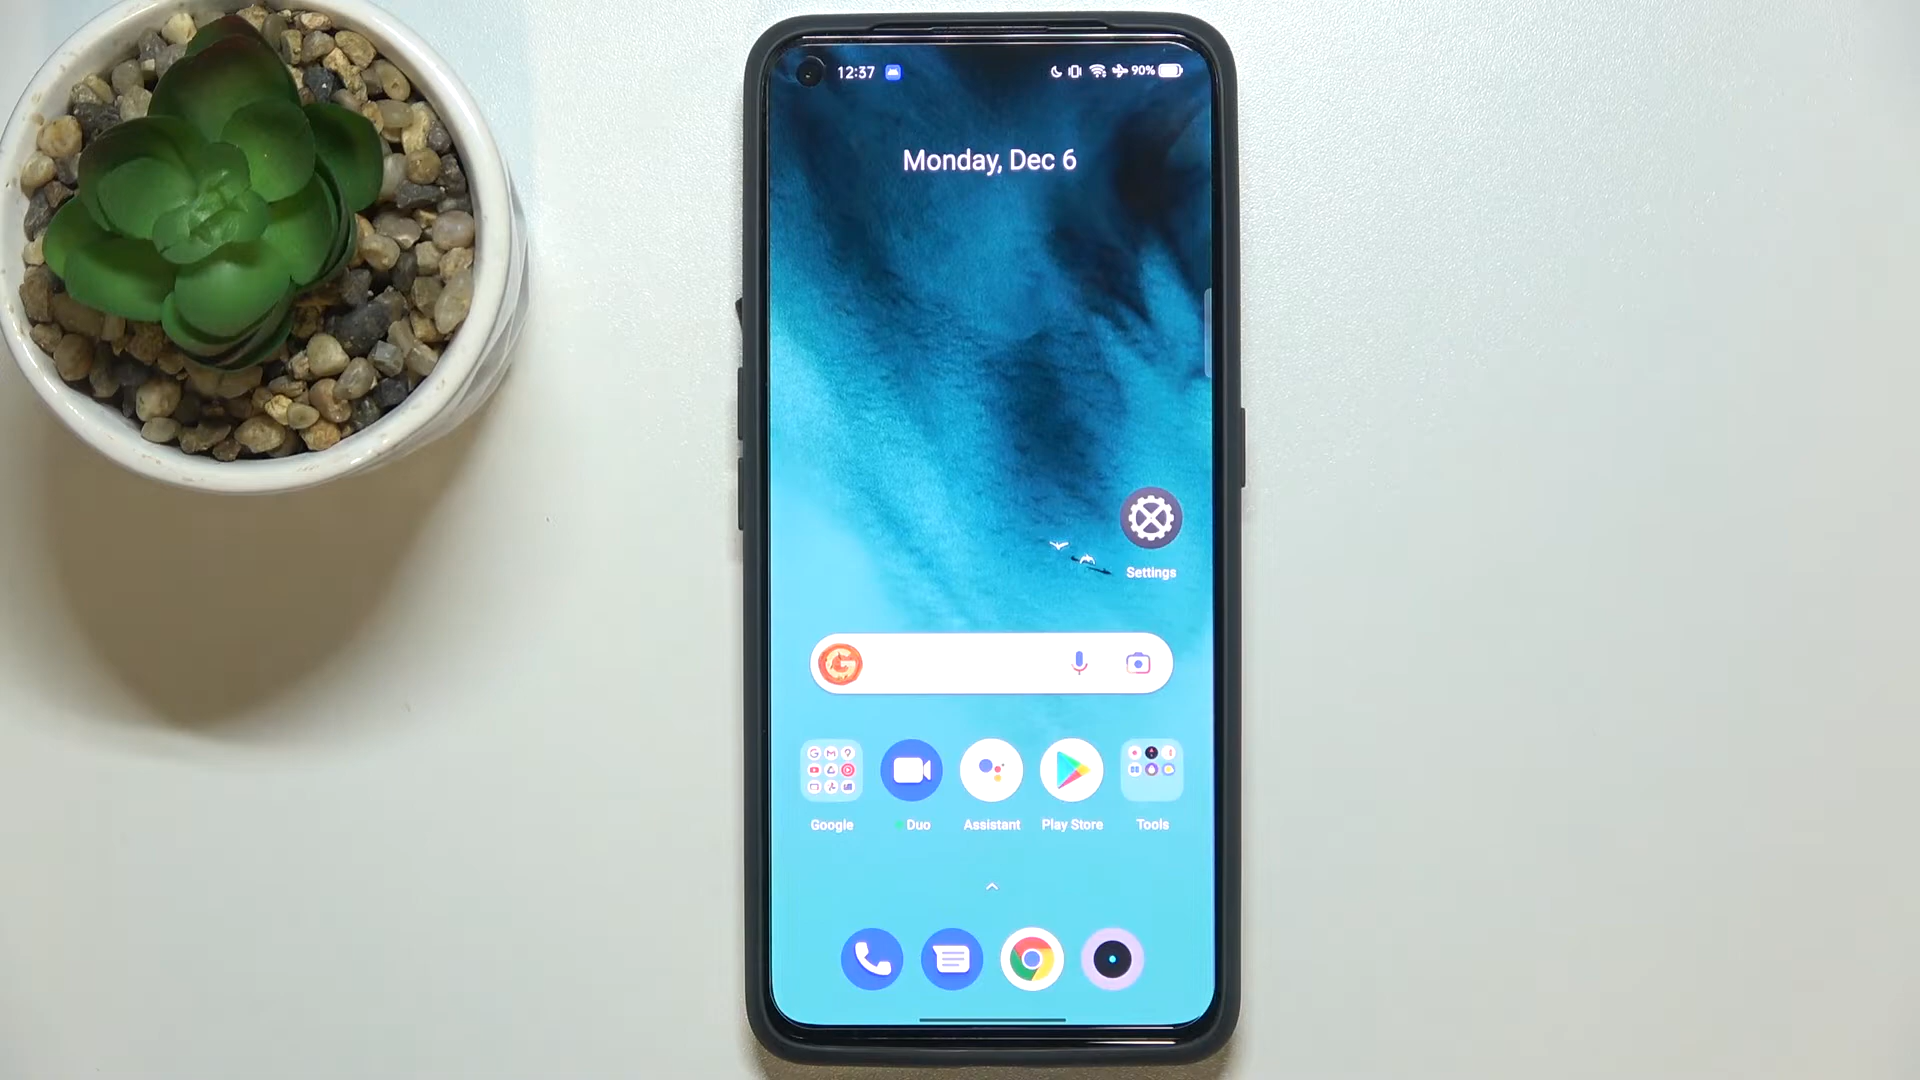 12:37 90%
Monday, Dec 6
Settings
G
Google Duo Assistant Play Store Tools